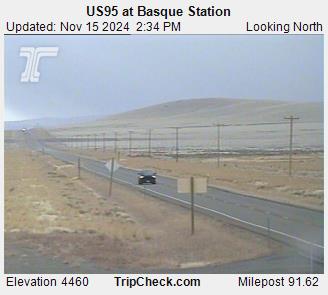 US95 at Basque Station
Updated: Nov 15 2024 2:34 PM Looking North
Elevation 4460 TripCheck.com Milepost 91.62